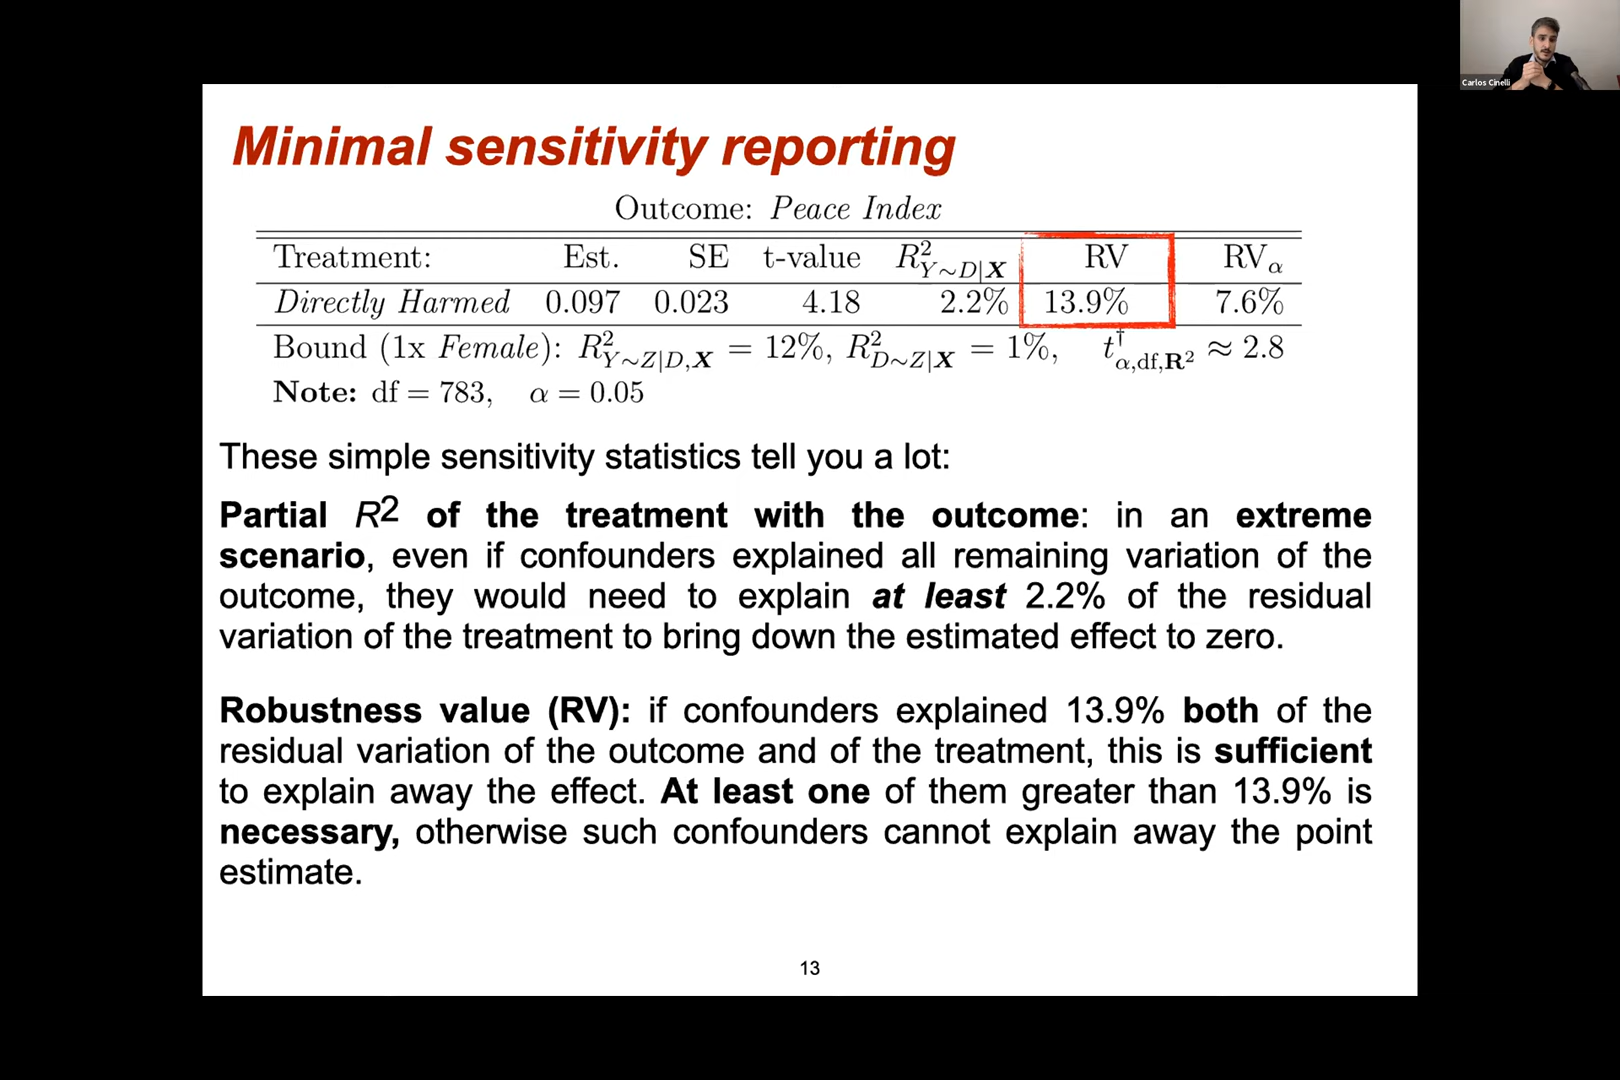 Carlos Cinelli
Minimal sensitivity reporting
Outcome: Peace Index
Treatment: Est. SE t-value R²_{Y∼D|X} RV RV_α
Directly Harmed 0.097 0.023 4.18 2.2% 13.9% 7.6%
Bound (1x Female): R²_{Y∼Z|D,X} = 12%, R²_{D∼Z|X} = 1%, t†_{α,df,R²} ≈ 2.8
Note: df = 783, α = 0.05
These simple sensitivity statistics tell you a lot:
Partial R2 of the treatment with the outcome: in an extreme
scenario, even if confounders explained all remaining variation of the
outcome, they would need to explain at least 2.2% of the residual
variation of the treatment to bring down the estimated effect to zero.
Robustness value (RV): if confounders explained 13.9% both of the
residual variation of the outcome and of the treatment, this is sufficient
to explain away the effect. At least one of them greater than 13.9% is
necessary, otherwise such confounders cannot explain away the point
estimate.
13